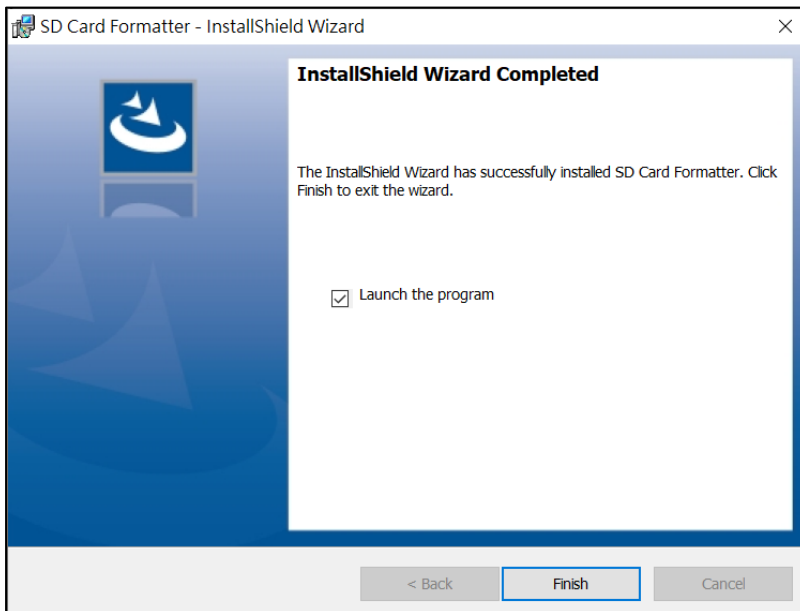 SD Card Formatter - InstallShield Wizard
InstallShield Wizard Completed
The InstallShield Wizard has successfully installed SD Card Formatter. Click
Finish to exit the wizard.
Launch the program
< Back
Finish
Cancel